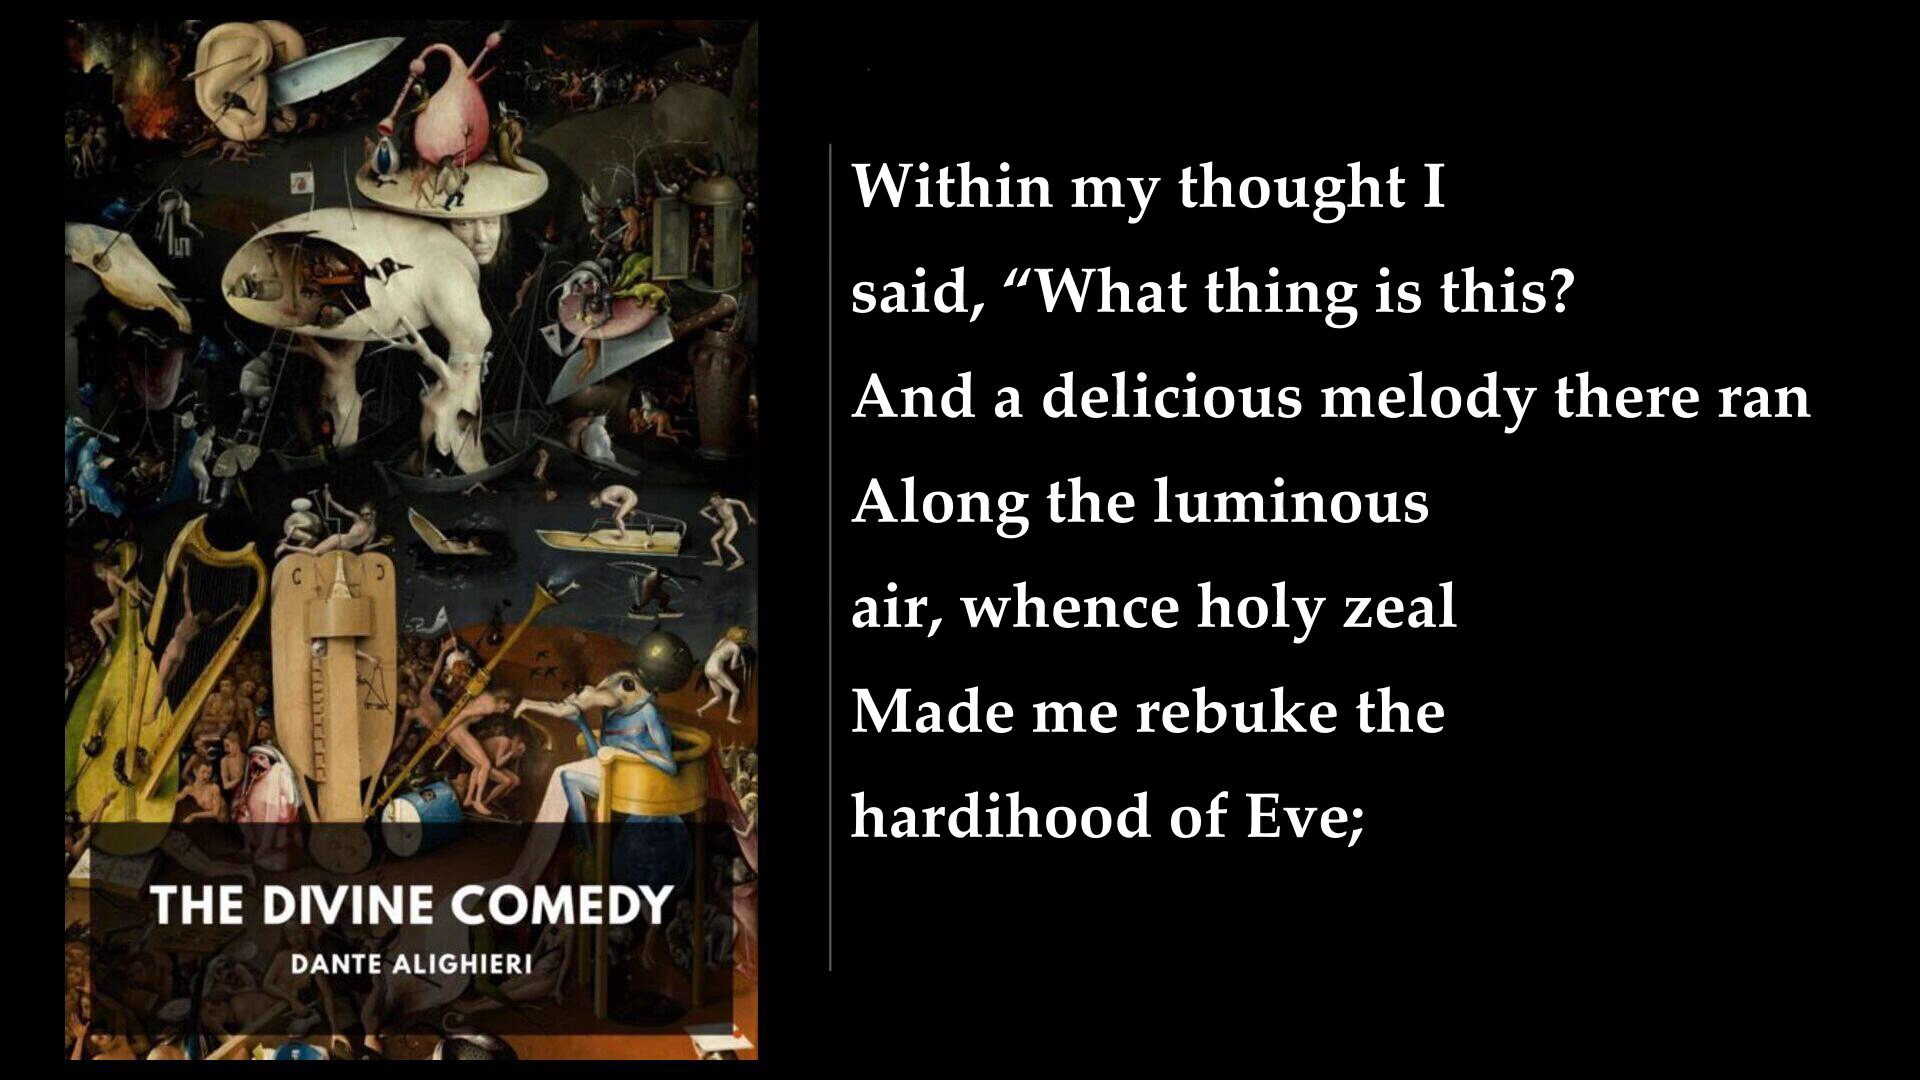 Within my thought I
said, “What thing is this?
And a delicious melody there ran
Along the luminous
air, whence holy zeal
Made me rebuke the
hardihood of Eve;
THE DIVINE COMEDY
DANTE ALIGHIERI